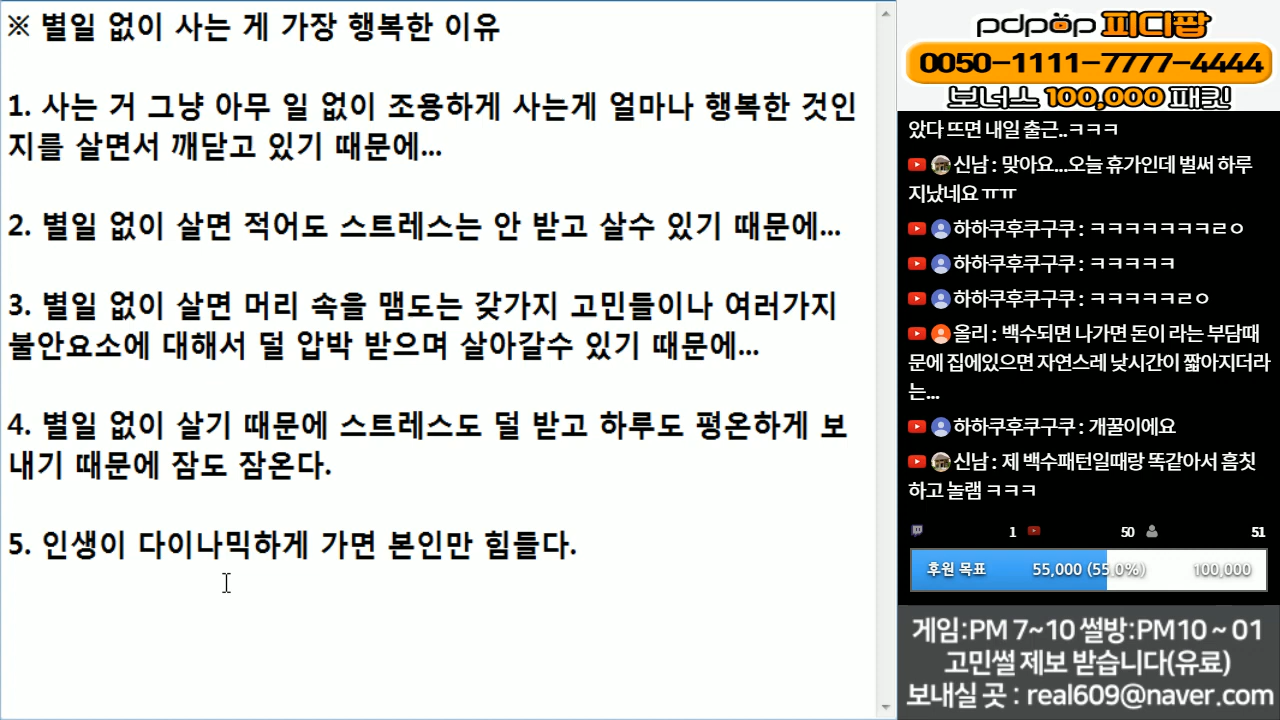 ※ 별일 없이 사는 게 가장 행복한 이유
1. 사는 거 그냥 아무 일 없이 조용하게 사는게 얼마나 행복한 것인
지를 살면서 깨닫고 있기 때문에...
2. 별일 없이 살면 적어도 스트레스는 안 받고 살수 있기 때문에...
3. 별일 없이 살면 머리 속을 맴도는 갖가지 고민들이나 여러가지
불안요소에 대해서 덜 압박 받으며 살아갈수 있기 때문에...
4. 별일 없이 살기 때문에 스트레스도 덜 받고 하루도 평온하게 보
내기 때문에 잠도 잠온다.
5. 인생이 다이나믹하게 가면 본인만 힘들다.
pdpop 피디팝
0050-1111-7777-4444
보너스 100,000 패킷
았다 뜨면 내일 출근..ㅋㅋㅋ
신남 : 맞아요...오늘 휴가인데 벌써 하루
지났네요 ㅠㅠ
하하쿠후쿠구쿠 : ㅋㅋㅋㅋㅋㅋㅋㄹㅇ
하하쿠후쿠구쿠 : ㅋㅋㅋㅋㅋ
하하쿠후쿠구쿠 : ㅋㅋㅋㅋㅋㄹㅇ
올리 : 백수되면 나가면 돈이 라는 부담때
문에 집에있으면 자연스레 낮시간이 짧아지더라
는...
하하쿠후쿠구쿠 : 개꿀이에요
신남 : 제 백수패턴일때랑 똑같아서 흠칫
하고 놀램 ㅋㅋㅋ
1 50 51
후원 목표 55,000 (55.0%) 100,000
게임:PM 7~10 썰방:PM10 ~ 01
고민썰 제보 받습니다(유료)
보내실 곳 : real609@naver.com